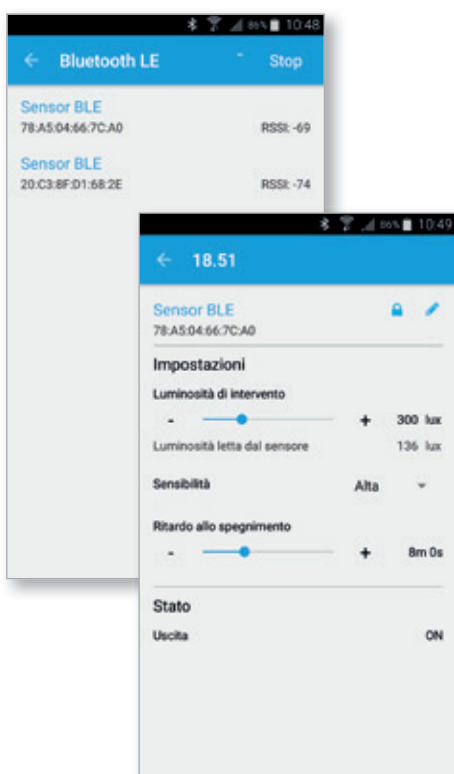 86% 10:48
Bluetooth LE Stop
Sensor BLE
78:A5:04:66:7C:A0 RSSI: -69
Sensor BLE
20:C3:8F:D1:68:2E RSSI: -74
86% 10:49
18.51
Sensor BLE
78:A5:04:66:7C:A0
Impostazioni
Luminosità di intervento
- + 300 lux
Luminosità letta dal sensore 136 lux
Sensibilità Alta
Ritardo allo spegnimento
- + 8m 0s
Stato
Uscita ON